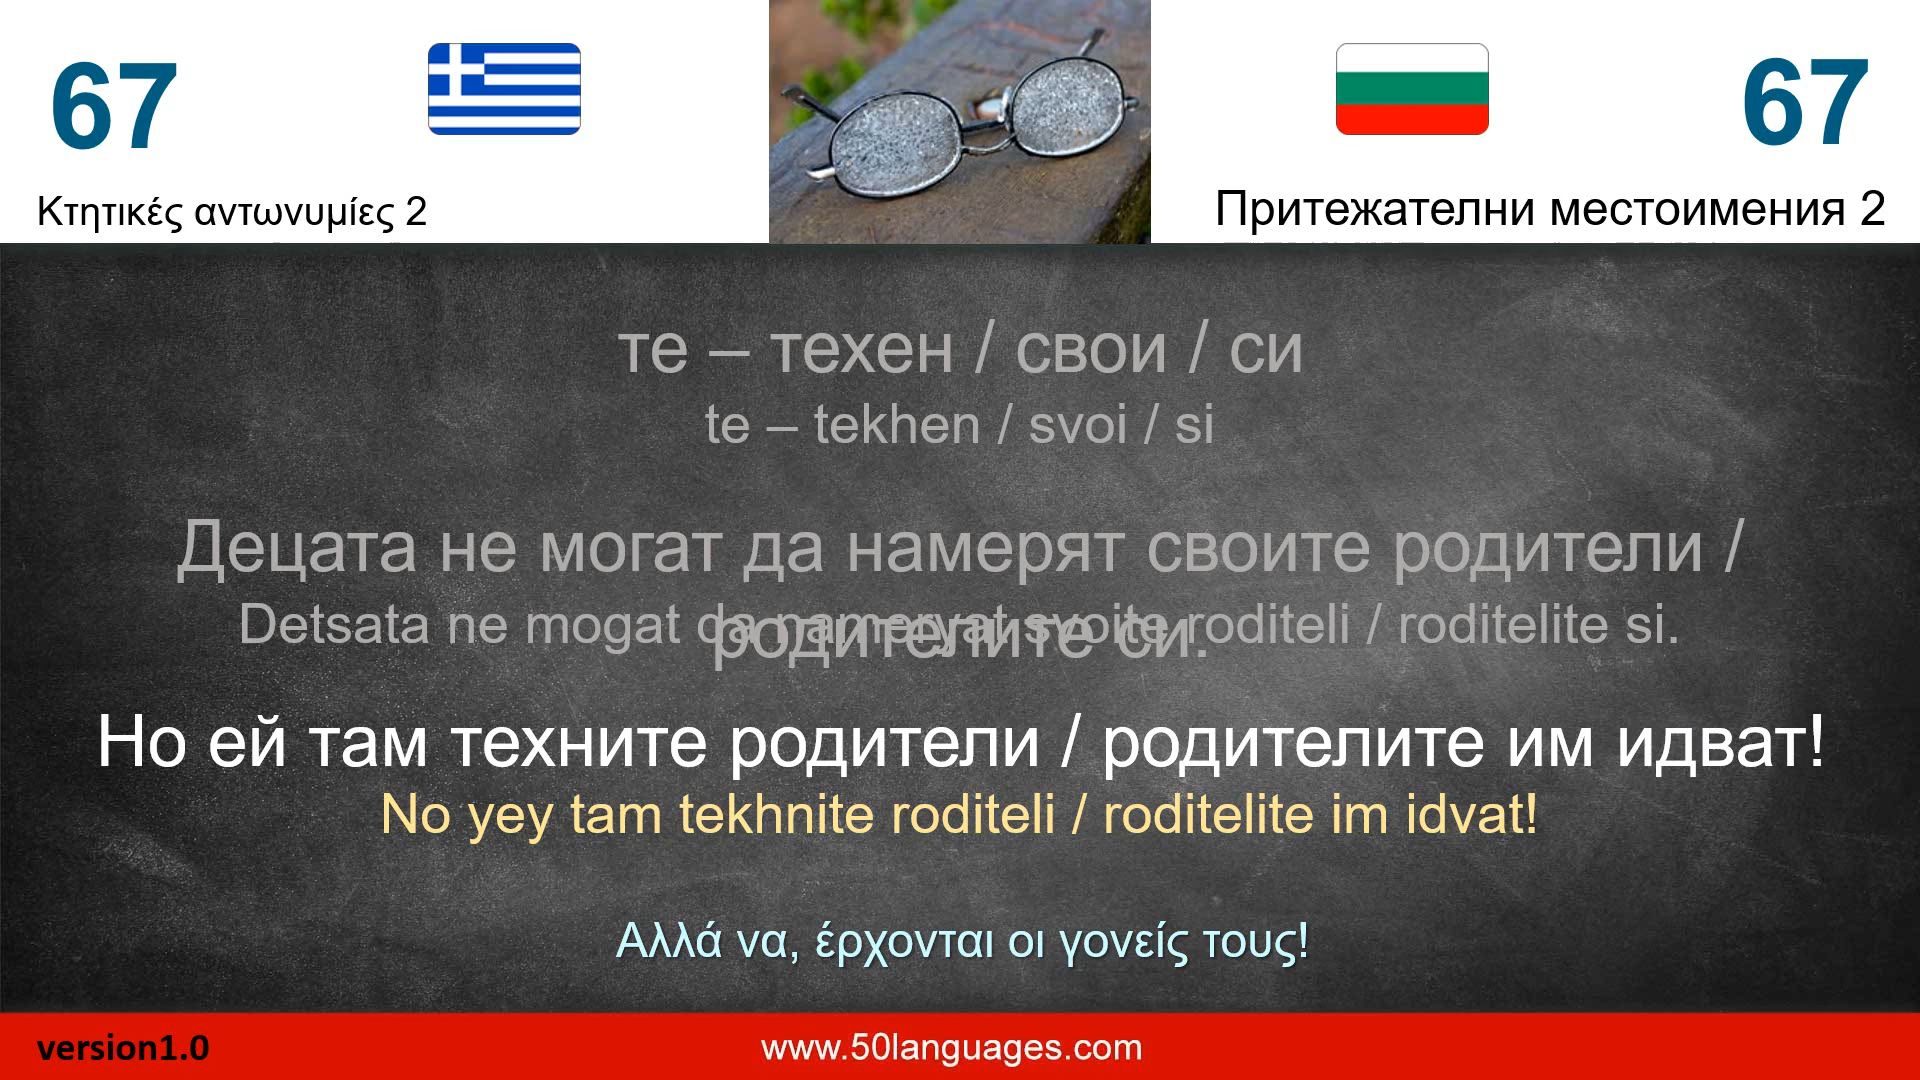 67
67
Κτητικές αντωνυμίες 2
Притежателни местоимения 2
те – техен / свои / си
te – tekhen / svoi / si
Децата не могат да намерят своите родители /
родителите си.
Detsata ne mogat da nameryat svoite roditeli / roditelite si.
Но ей там техните родители / родителите им идват!
No yey tam tekhnite roditeli / roditelite im idvat!
Αλλά να, έρχονται οι γονείς τους!
version1.0
www.50languages.com